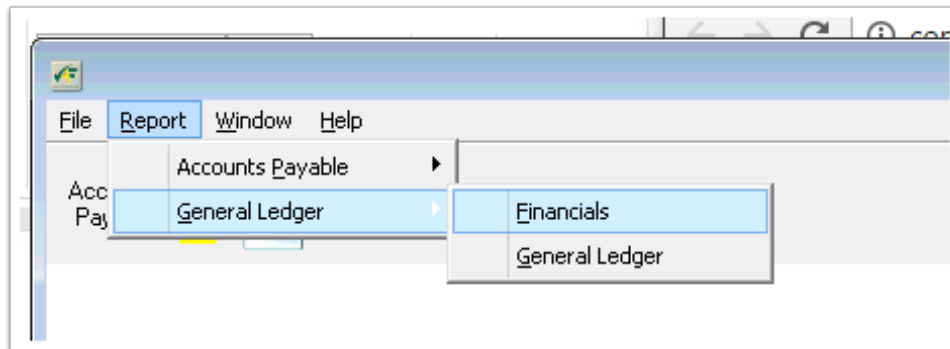 File Report Window Help
Accounts Payable
General Ledger
Financials
General Ledger